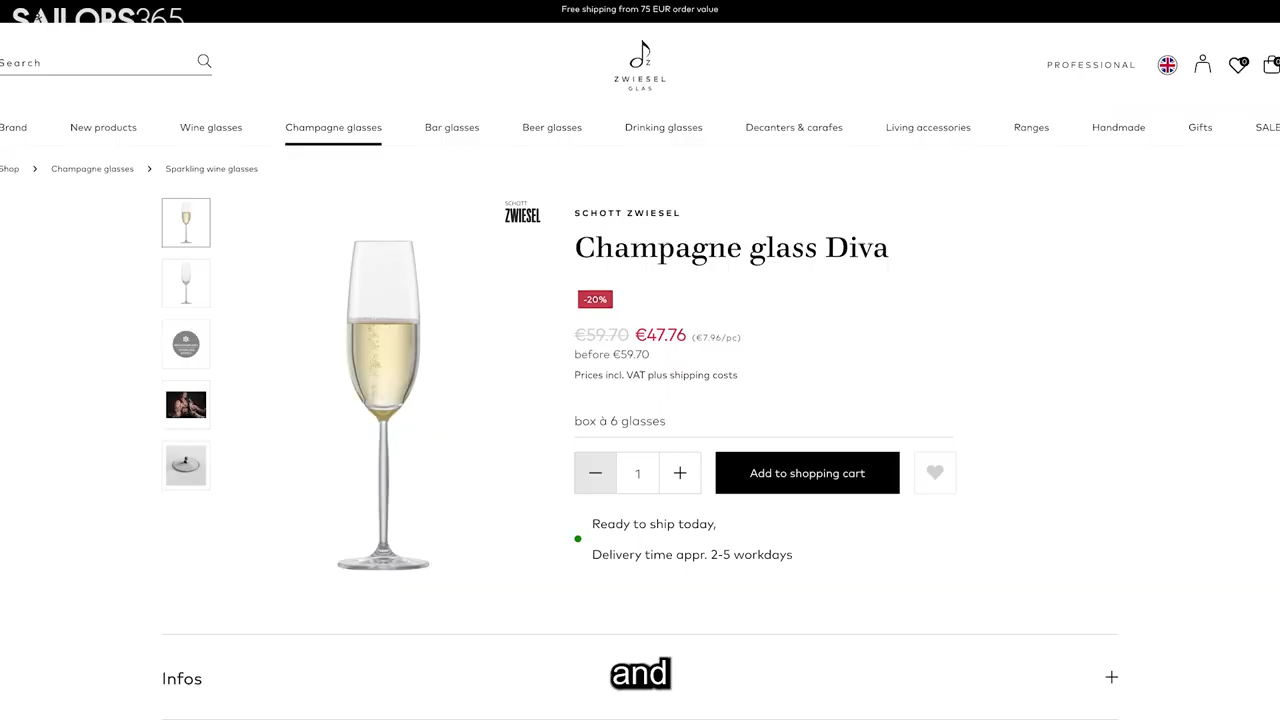 SAILORS365
Free shipping from 75 EUR order value
Search
ZWIESEL
GLAS
PROFESSIONAL
0
0
Brand
New products
Wine glasses
Champagne glasses
Bar glasses
Beer glasses
Drinking glasses
Decanters & carafes
Living accessories
Ranges
Handmade
Gifts
SALE
Shop > Champagne glasses > Sparkling wine glasses
SCHOTT
ZWIESEL
SCHOTT ZWIESEL
Champagne glass Diva
-20%
€59.70 €47.76 (€7.96/pc)
before €59.70
Prices incl. VAT plus shipping costs
box à 6 glasses
1
Add to shopping cart
Ready to ship today,
Delivery time appr. 2-5 workdays
Infos
and